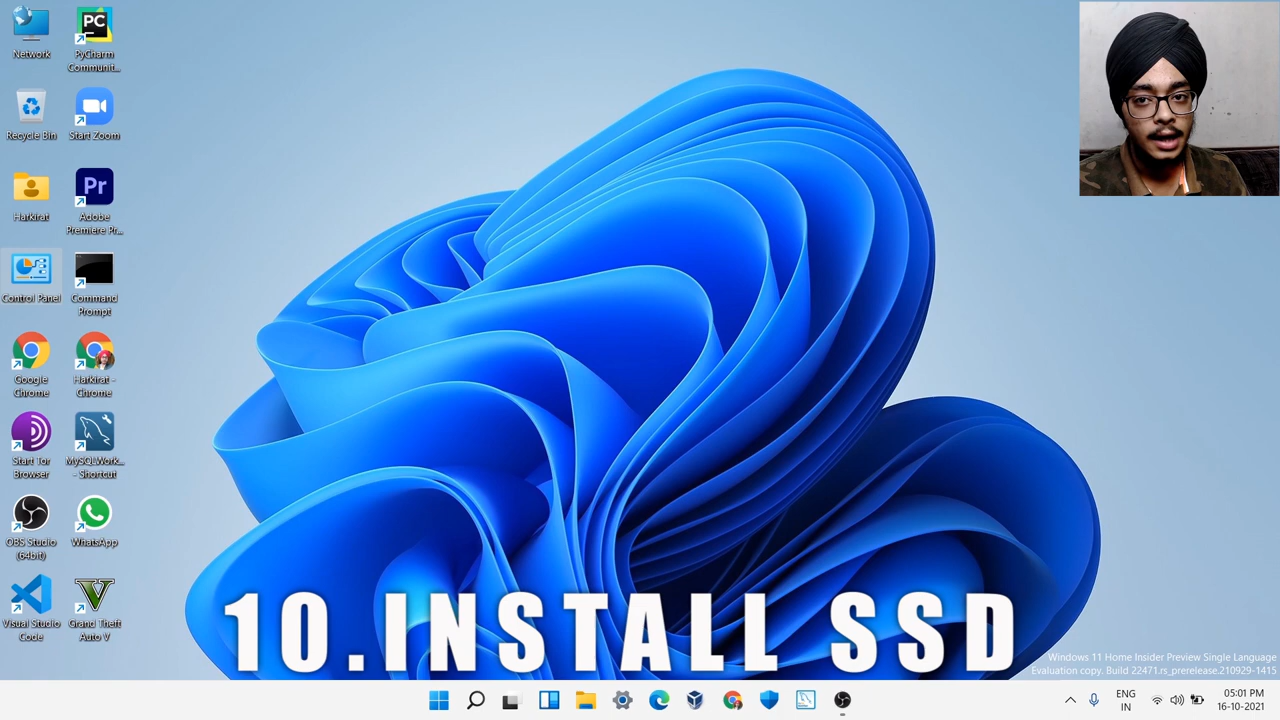 Network
PyCharm
Communit...
Recycle Bin
Start Zoom
Harkirat
Adobe
Premiere Pr...
Control Panel
Command
Prompt
Google
Chrome
Harkirat -
Chrome
Start Tor
Browser
MySQLWork...
- Shortcut
OBS Studio
(64bit)
WhatsApp
Visual Studio
Code
Grand Theft
Auto V
10.INSTALL SSD
Windows 11 Home Insider Preview Single Language
Evaluation copy. Build 22471.rs_prerelease.210929-1415
ENG
IN
05:01 PM
16-10-2021